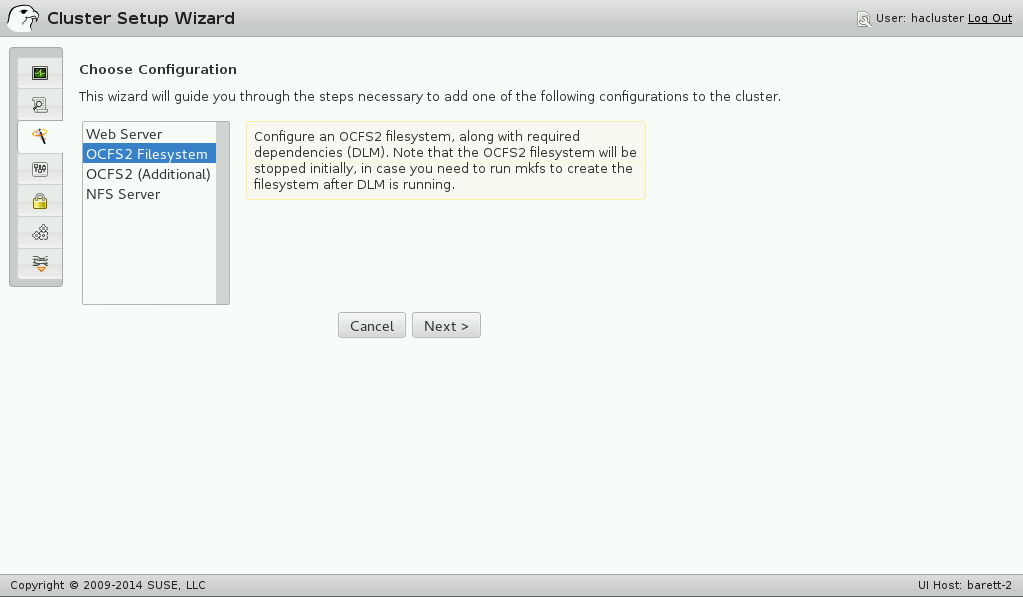 Cluster Setup Wizard
User: hacluster Log Out
Choose Configuration
This wizard will guide you through the steps necessary to add one of the following configurations to the cluster.
Web Server
OCFS2 Filesystem
OCFS2 (Additional)
NFS Server
Configure an OCFS2 filesystem, along with required
dependencies (DLM). Note that the OCFS2 filesystem will be
stopped initially, in case you need to run mkfs to create the
filesystem after DLM is running.
Cancel
Next >
Copyright © 2009-2014 SUSE, LLC
UI Host: barett-2